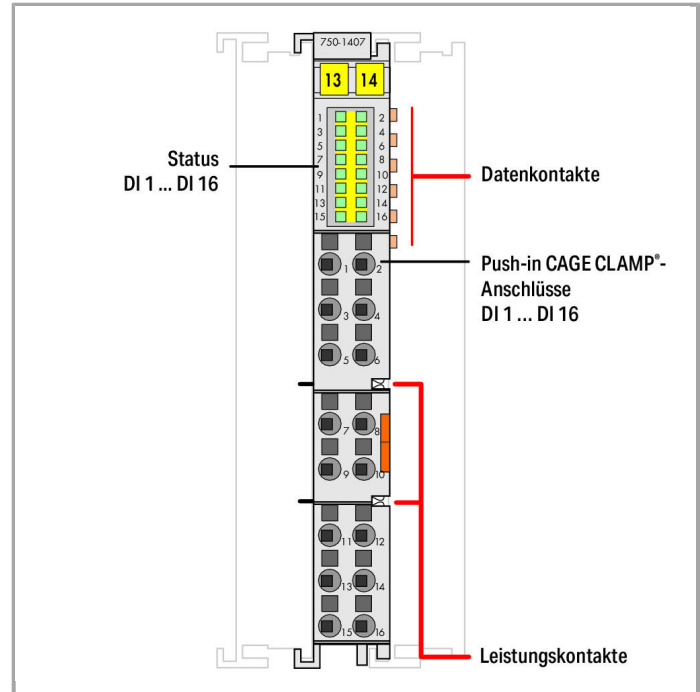 750-1407
13 14
1 2
3 4
5 6
7 8
9 10
11 12
13 14
15 16
Status
DI 1 ... DI 16
Datenkontakte
1 2
3 4
5 6
Push-in CAGE CLAMP®-
Anschlüsse
DI 1 ... DI 16
7 8
9 10
11 12
13 14
15 16
Leistungskontakte